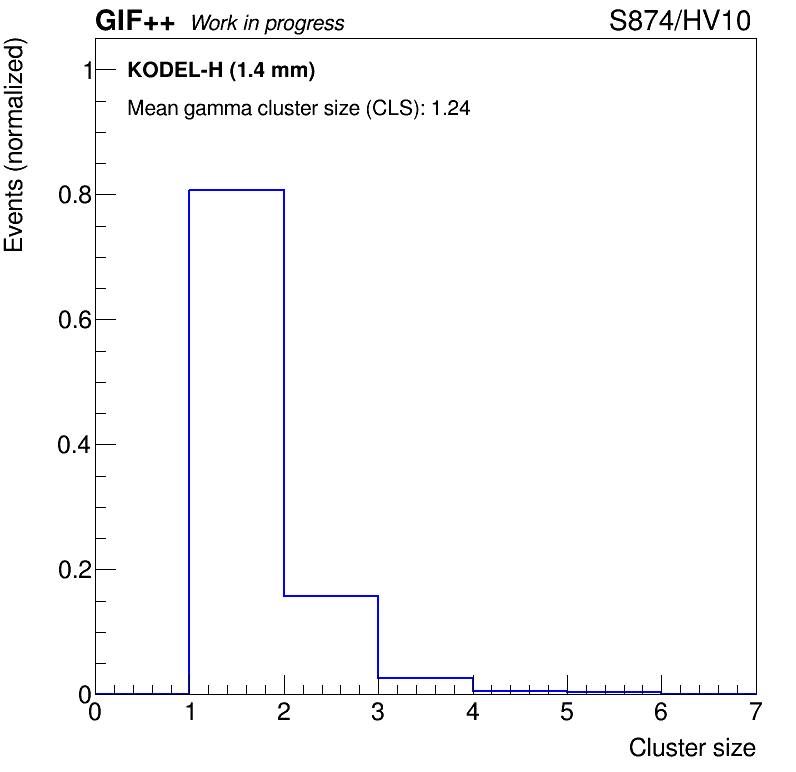 GIF++ Work in progress S874/HV10
Events (normalized)
KODEL-H (1.4 mm)
Mean gamma cluster size (CLS): 1.24
1
0.8
0.6
0.4
0.2
0
0 1 2 3 4 5 6 7
Cluster size